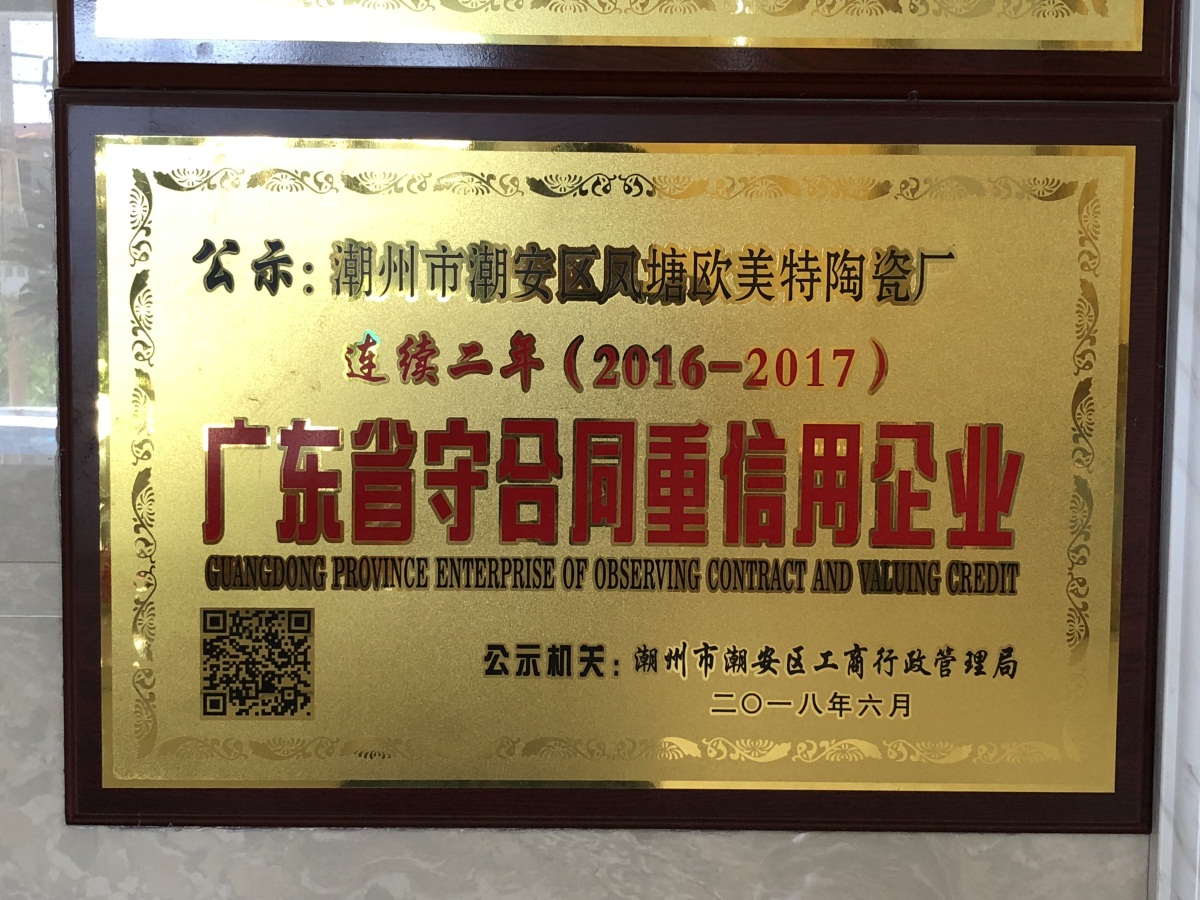 公示：潮州市潮安区凤塘欧美特陶瓷厂
连续二年（2016-2017）
广东省守合同重信用企业
GUANGDONG PROVINCE ENTERPRISE OF OBSERVING CONTRACT AND VALUING CREDIT
公示机关：潮州市潮安区工商行政管理局
二〇一八年六月